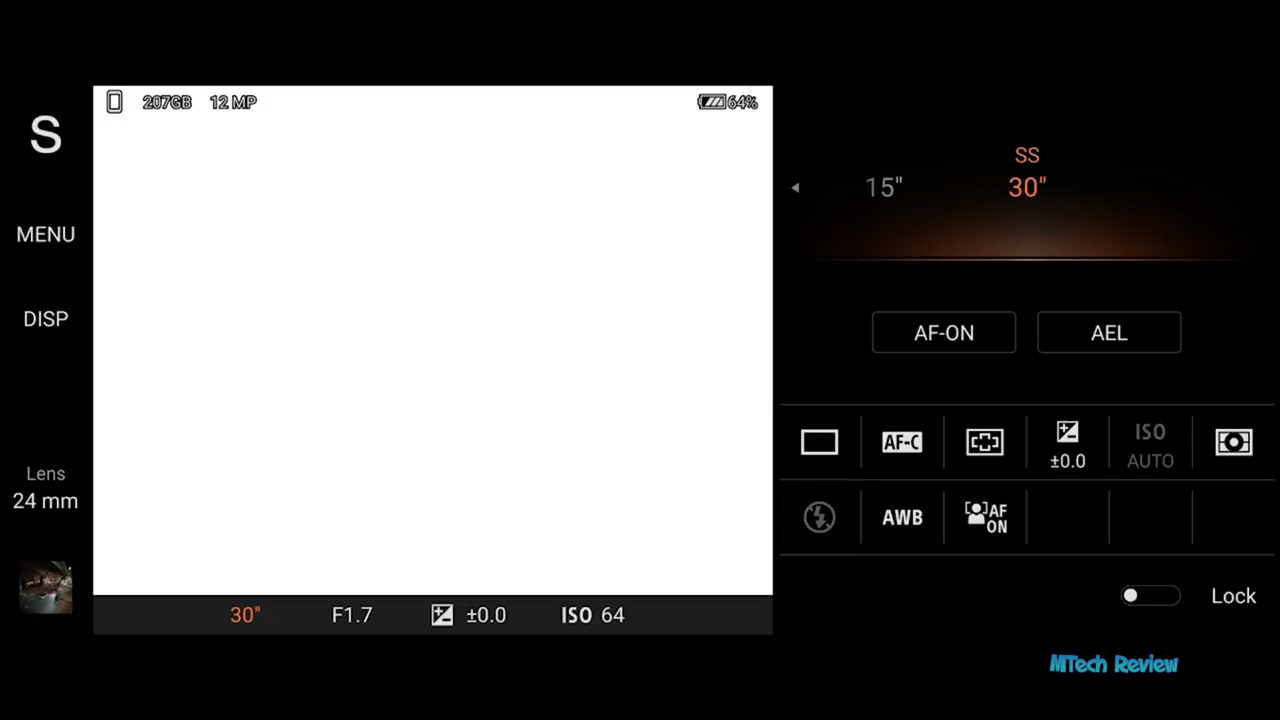 207GB 12 MP 64%
S
MENU
DISP
Lens
24 mm
30" F1.7 ±0.0 ISO 64
SS
15" 30"
AF-ON AEL
AF-C ±0.0 ISO AUTO
AWB AF ON
Lock
MTech Review